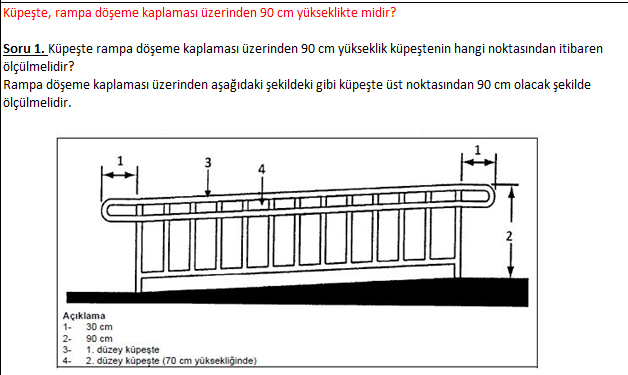 Küpeşte, rampa döşeme kaplaması üzerinden 90 cm yükseklikte midir?
Soru 1. Küpeşte rampa döşeme kaplaması üzerinden 90 cm yükseklik küpeştenin hangi noktasından itibaren
ölçülmelidir?
Rampa döşeme kaplaması üzerinden aşağıdaki şekildeki gibi küpeşte üst noktasından 90 cm olacak şekilde
ölçülmelidir.
1
3
4
1
2
Açıklama
1- 30 cm
2- 90 cm
3- 1. düzey küpeşte
4- 2. düzey küpeşte (70 cm yüksekliğinde)